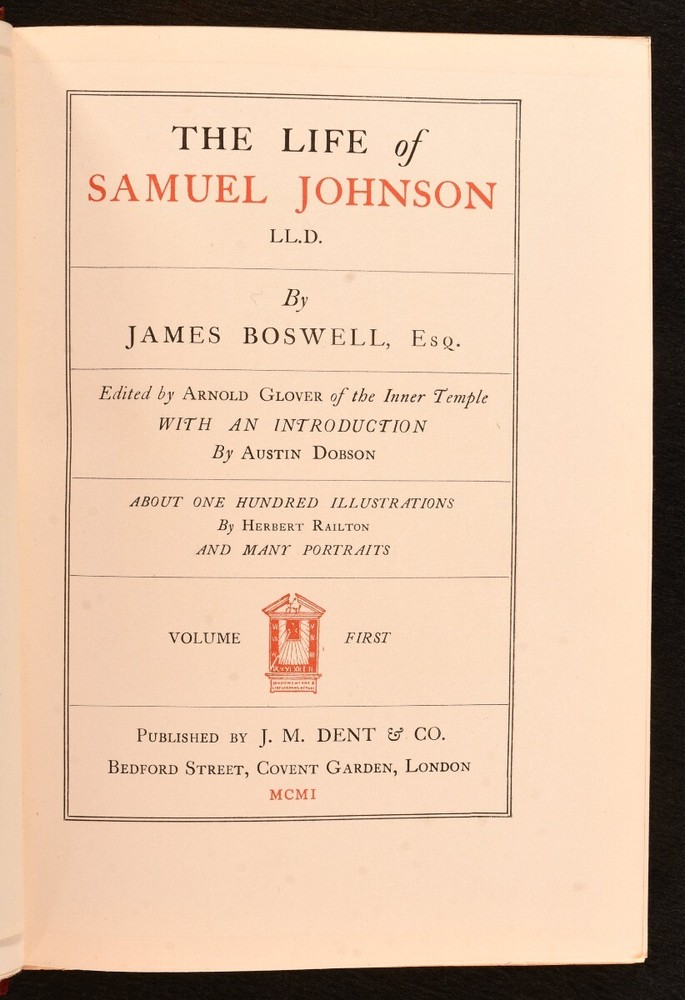 THE LIFE of
SAMUEL JOHNSON
LL.D.
By
JAMES BOSWELL, Esq.
Edited by ARNOLD GLOVER of the Inner Temple
WITH AN INTRODUCTION
By AUSTIN DOBSON
ABOUT ONE HUNDRED ILLUSTRATIONS
By HERBERT RAILTON
AND MANY PORTRAITS
VOLUME FIRST
PUBLISHED BY J. M. DENT & CO.
BEDFORD STREET, COVENT GARDEN, LONDON
MCMI